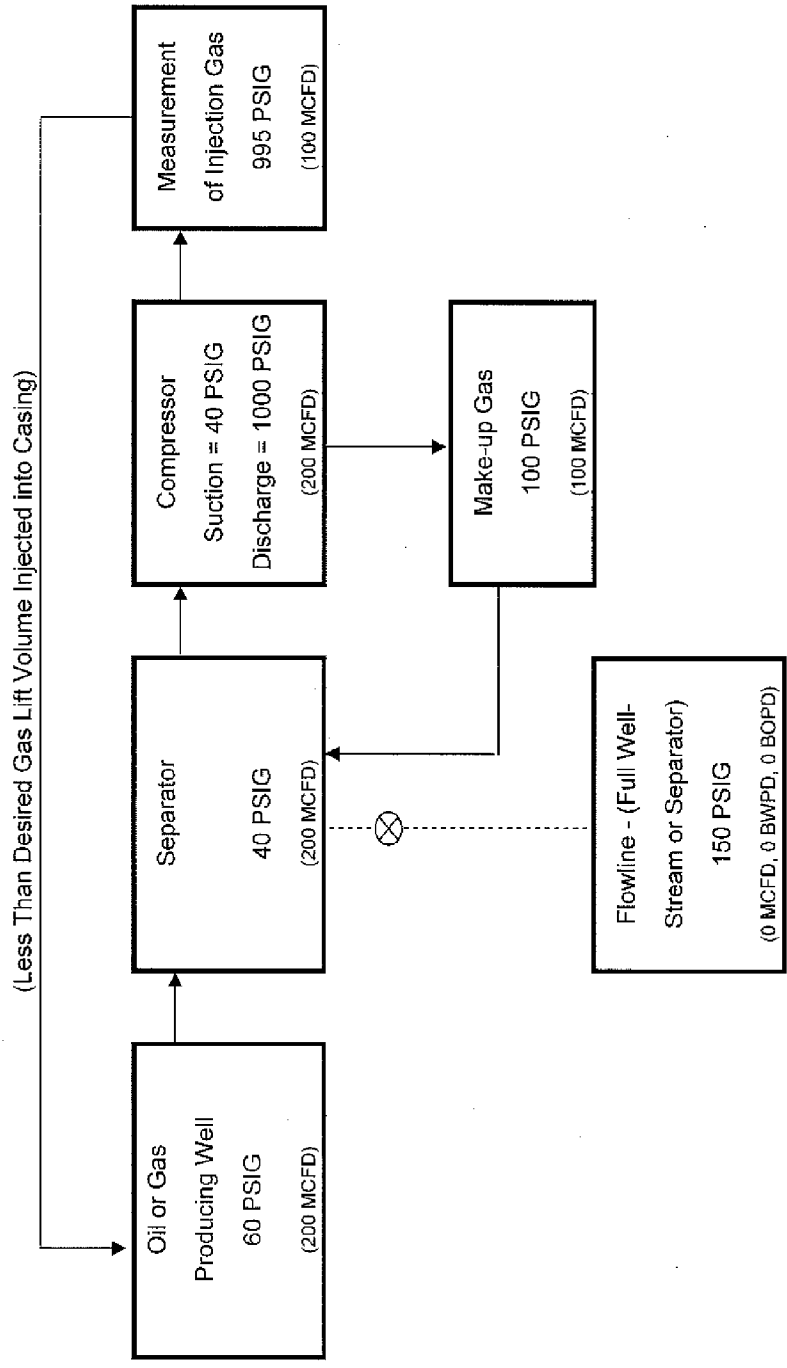 (Less Than Desired Gas Lift Volume Injected into Casing)
Oil or Gas
Producing Well
60 PSIG
(200 MCFD)
Separator
40 PSIG
(200 MCFD)
Compressor
Suction = 40 PSIG
Discharge = 1000 PSIG
(200 MCFD)
Measurement
of Injection Gas
995 PSIG
(100 MCFD)
Flowline - (Full Well-
Stream or Separator)
150 PSIG
(0 MCFD, 0 BWPD, 0 BOPD)
Make-up Gas
100 PSIG
(100 MCFD)